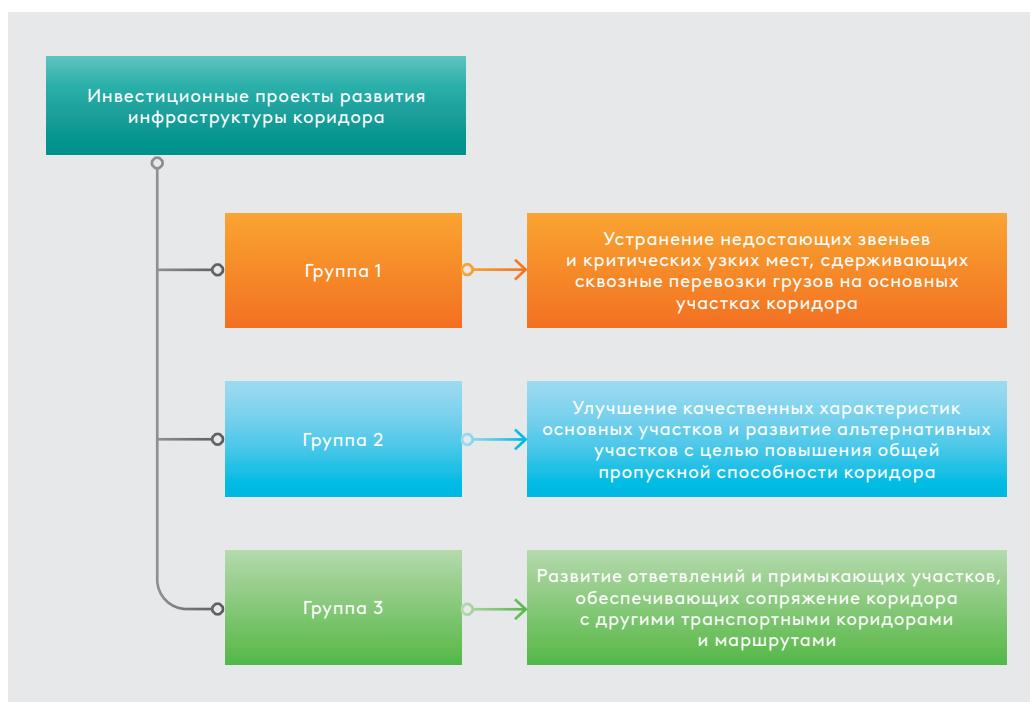 Инвестиционные проекты развития
инфраструктуры коридора
Группа 1
Устранение недостающих звеньев
и критических узких мест, сдерживающих
сквозные перевозки грузов на основных
участках коридора
Группа 2
Улучшение качественных характеристик
основных участков и развитие альтернативных
участков с целью повышения общей
пропускной способности коридора
Группа 3
Развитие ответвлений и примыкающих участков,
обеспечивающих сопряжение коридора
с другими транспортными коридорами
и маршрутами